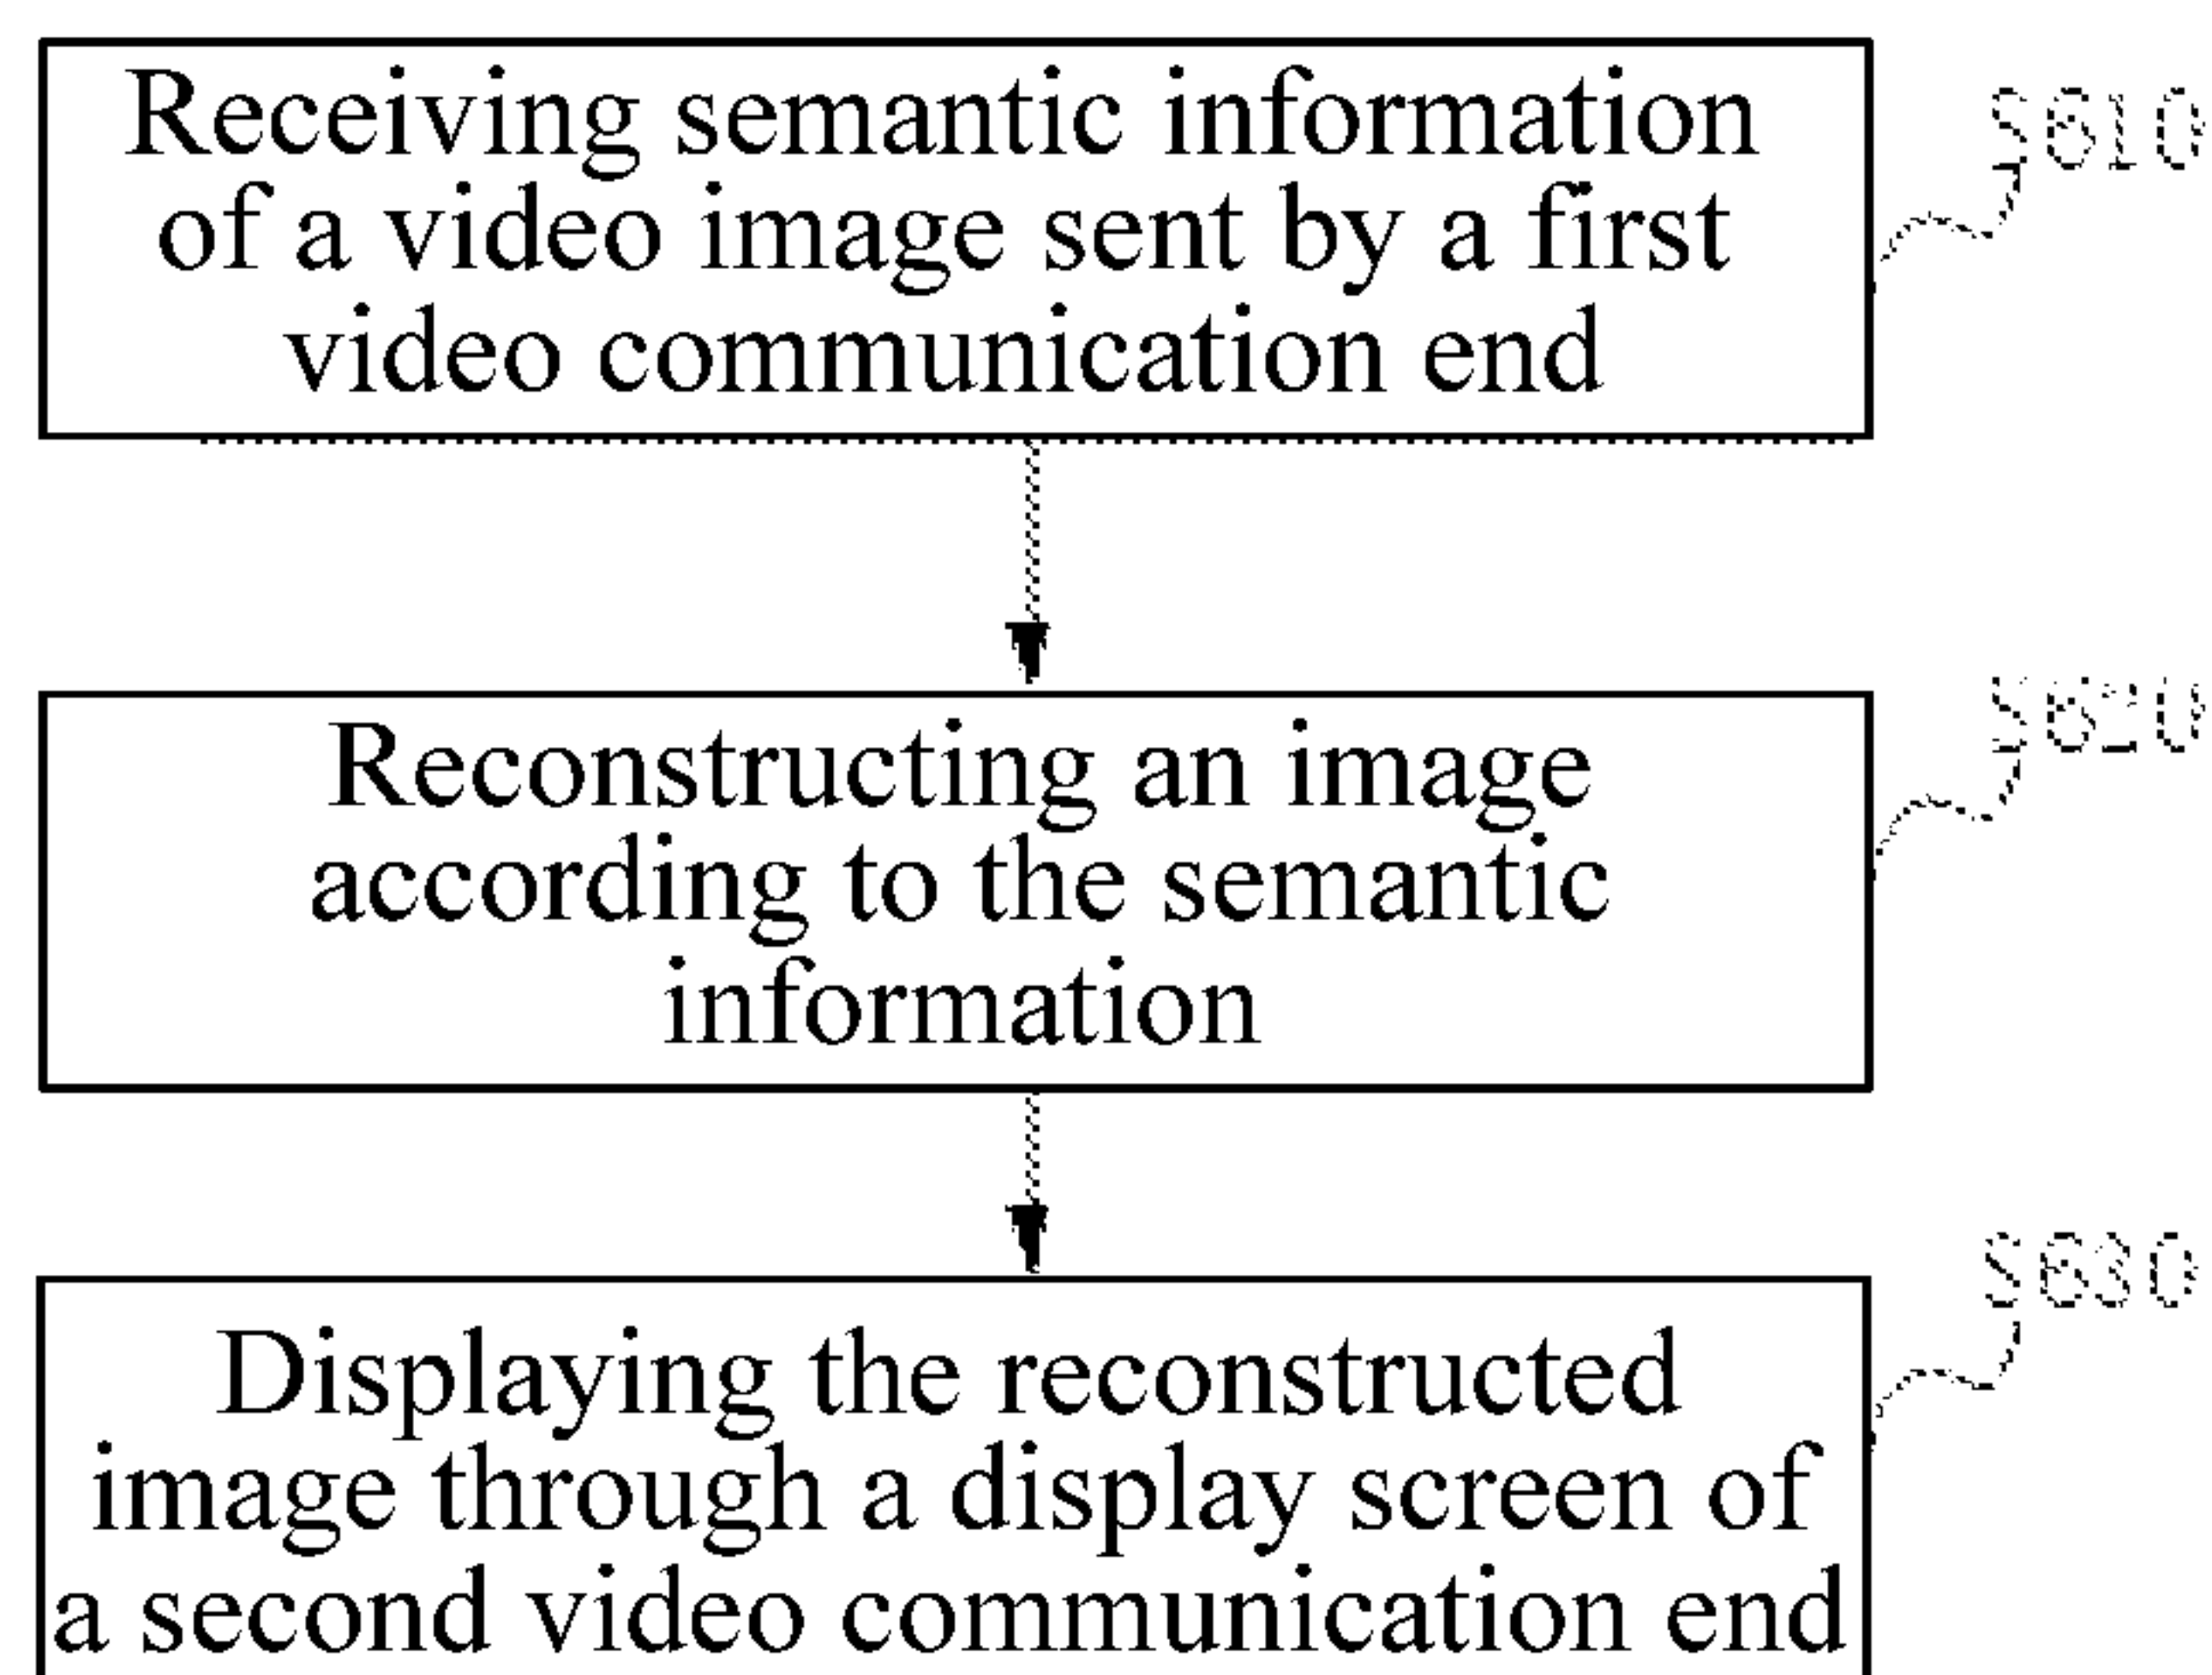 Receiving semantic information
of a video image sent by a first
video communication end
S610
Reconstructing an image
according to the semantic
information
S620
Displaying the reconstructed
image through a display screen of
a second video communication end
S630